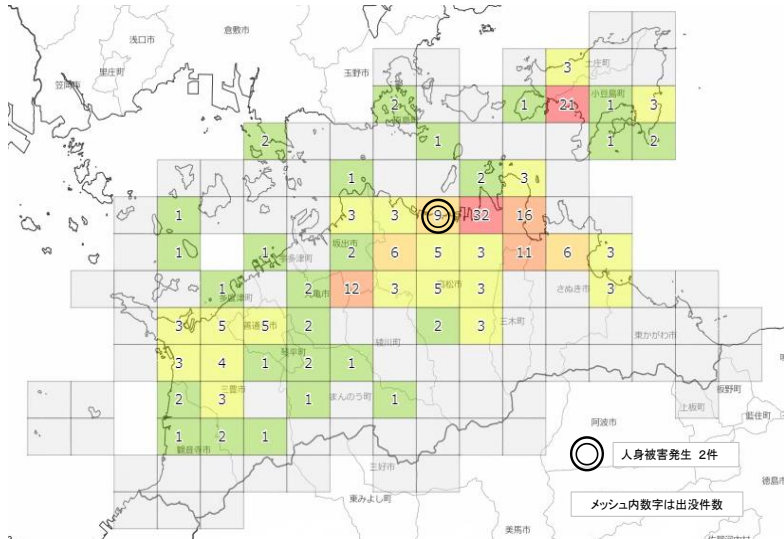 倉敷市
浅口市
里庄町
笠岡市
玉野市
土庄町
3
2
1
21
小豆島町
1
3
直島町
2
1
1
2
1
2
3
1
3
3
9
32
16
坂出市
1
1
2
6
5
3
11
6
3
宇多津町
1
2
12
3
5
3
3
多度津町
丸亀市
高松市
さぬき市
3
5
5
2
2
3
善通寺市
三木町
東かがわ市
綾川町
3
4
1
2
1
琴平町
三豊市
2
3
1
1
まんのう町
板野町
上板町
藍住町
1
2
1
観音寺市
阿波市
人身被害発生 2件
三好市
徳島市
東みよし町
メッシュ内数字は出没件数
美馬市